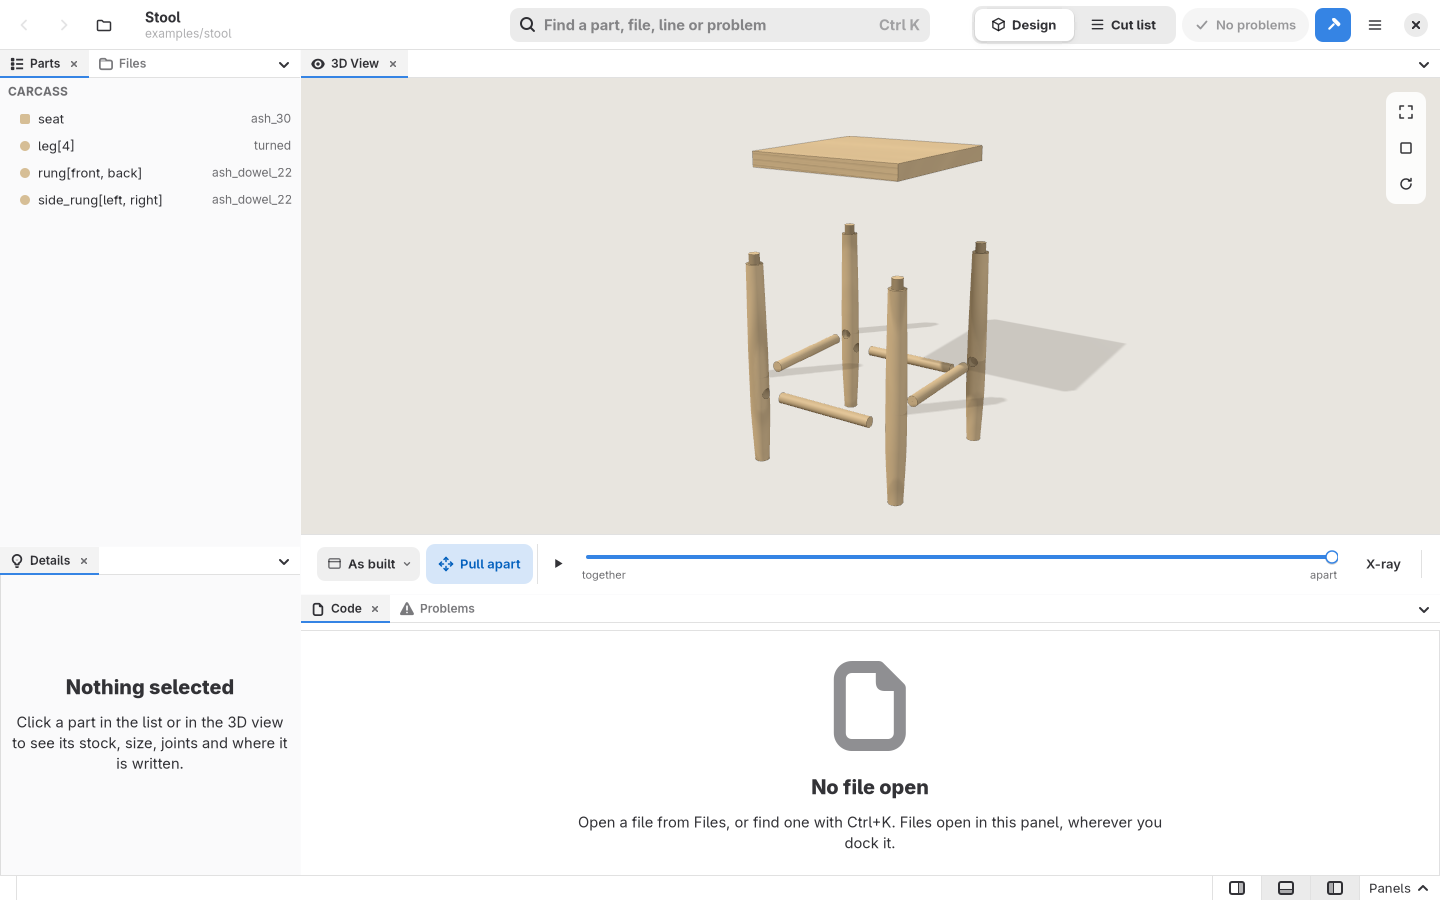 Stool
examples/stool
Find a part, file, line or problem
Ctrl K
Design
Cut list
No problems
Parts
Files
3D View
CARCASS
seat
ash_30
leg[4]
turned
rung[front, back]
ash_dowel_22
side_rung[left, right]
ash_dowel_22
Details
As built
Pull apart
together
apart
X-ray
Code
Problems
Nothing selected
Click a part in the list or in the 3D view
to see its stock, size, joints and where it
is written.
No file open
Open a file from Files, or find one with Ctrl+K. Files open in this panel, wherever you
dock it.
Panels